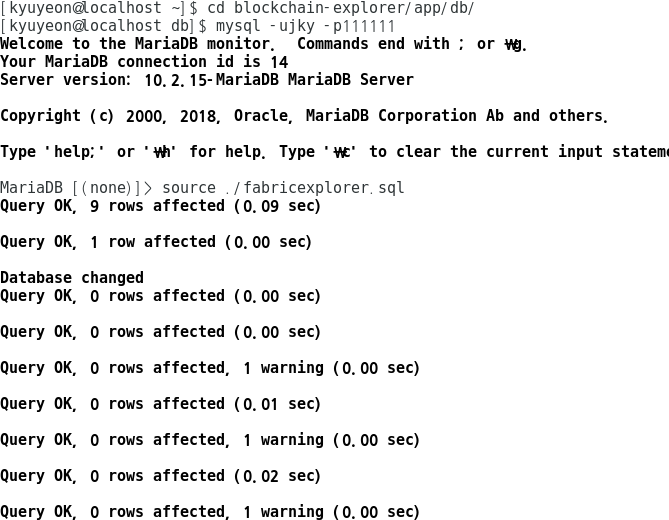 [kyuyeon@localhost ~]$ cd blockchain-explorer/app/db/
[kyuyeon@localhost db]$ mysql -ujky -p111111
Welcome to the MariaDB monitor.  Commands end with ; or ₩g.
Your MariaDB connection id is 14
Server version: 10.2.15-MariaDB MariaDB Server

Copyright (c) 2000, 2018, Oracle, MariaDB Corporation Ab and others.

Type 'help;' or '₩h' for help. Type '₩c' to clear the current input statem

MariaDB [(none)]> source ./fabricexplorer.sql
Query OK, 9 rows affected (0.09 sec)

Query OK, 1 row affected (0.00 sec)

Database changed
Query OK, 0 rows affected (0.00 sec)

Query OK, 0 rows affected (0.00 sec)

Query OK, 0 rows affected, 1 warning (0.00 sec)

Query OK, 0 rows affected (0.01 sec)

Query OK, 0 rows affected, 1 warning (0.00 sec)

Query OK, 0 rows affected (0.02 sec)

Query OK, 0 rows affected, 1 warning (0.00 sec)